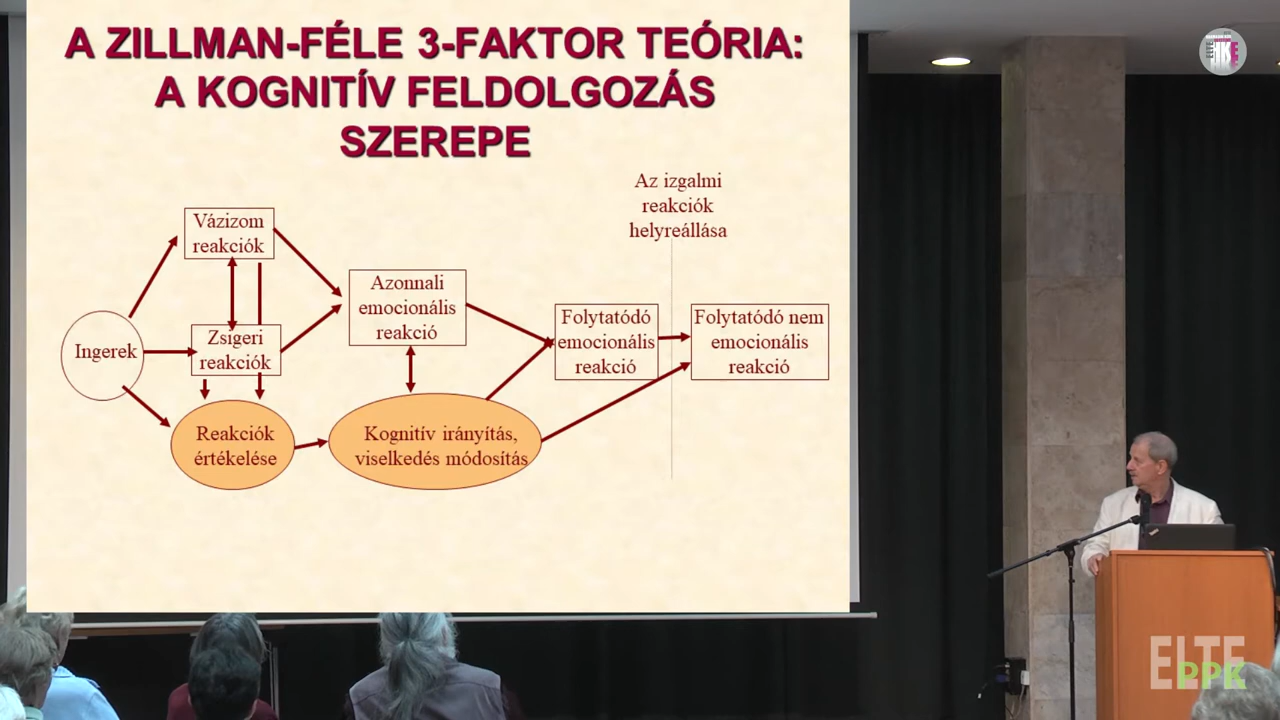 A ZILLMAN-FÉLE 3-FAKTOR TEÓRIA:
A KOGNITÍV FELDOLGOZÁS
SZEREPE
Az izgalmi
reakciók
helyreállása
Vázizom
reakciók
Azonnali
emocionális
reakció
Ingerek
Zsigeri
reakciók
Folytatódó
emocionális
reakció
Folytatódó nem
emocionális
reakció
Reakciók
értékelése
Kognitív irányítás,
viselkedés módosítás
ELTE
PPK